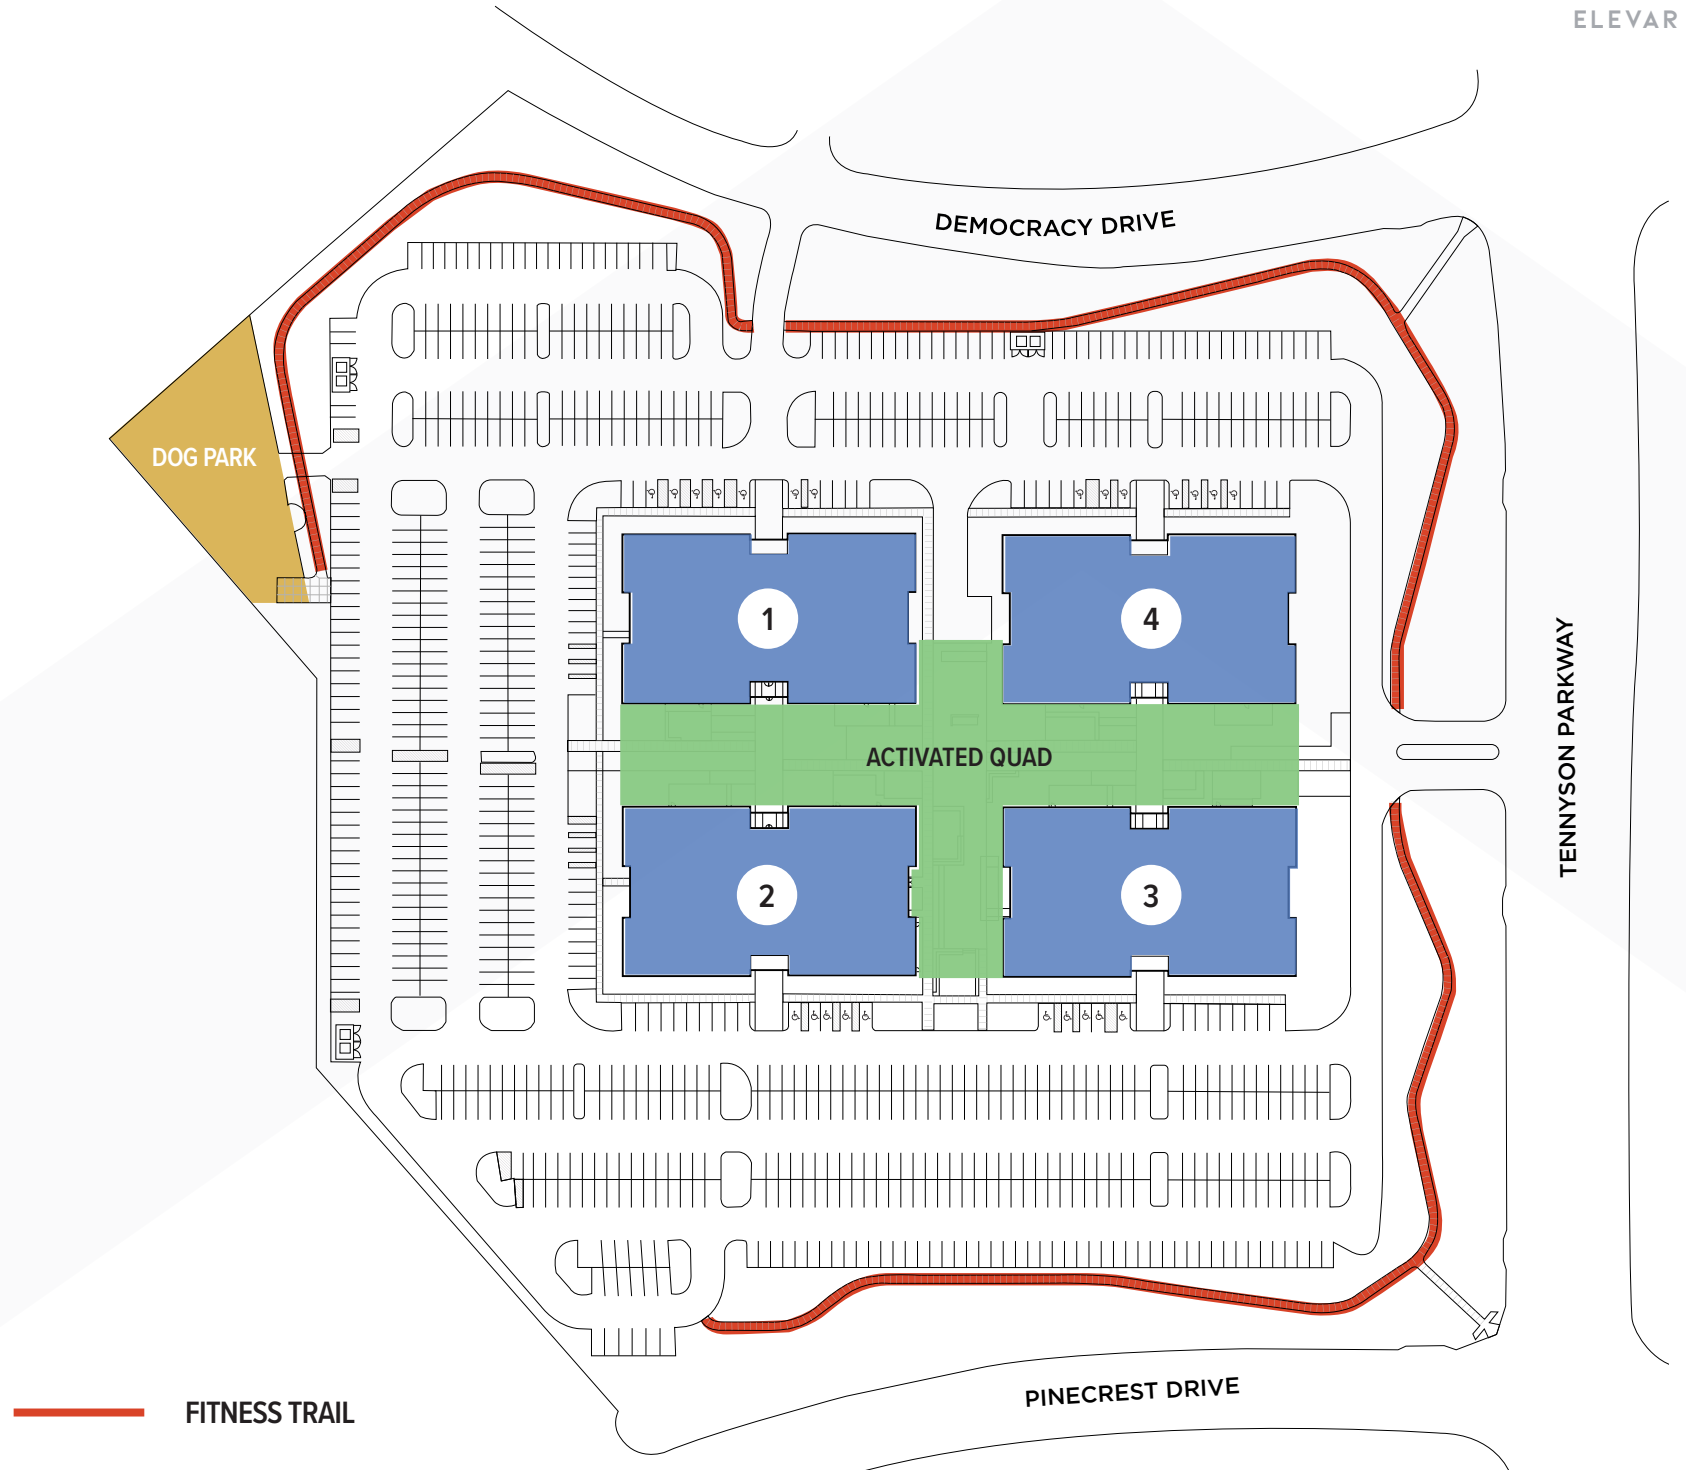 ELEVAR
DEMOCRACY DRIVE
DOG PARK
1
4
TENNYSON PARKWAY
ACTIVATED QUAD
2
3
PINECREST DRIVE
FITNESS TRAIL